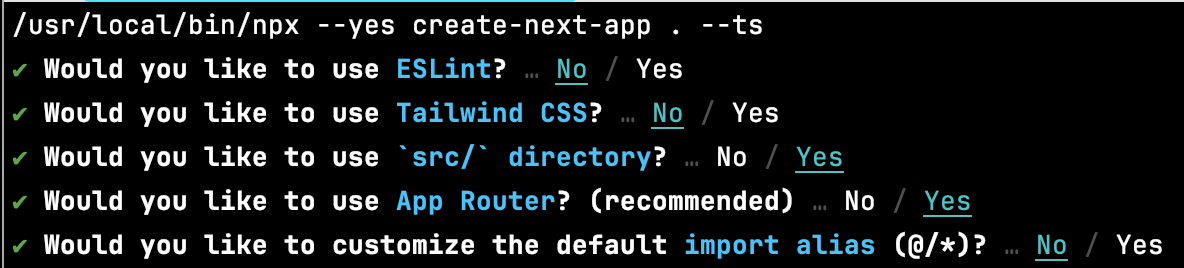 /usr/local/bin/npx --yes create-next-app . --ts
✔ Would you like to use ESLint? … No / Yes
✔ Would you like to use Tailwind CSS? … No / Yes
✔ Would you like to use `src/` directory? … No / Yes
✔ Would you like to use App Router? (recommended) … No / Yes
✔ Would you like to customize the default import alias (@/*)? … No / Yes